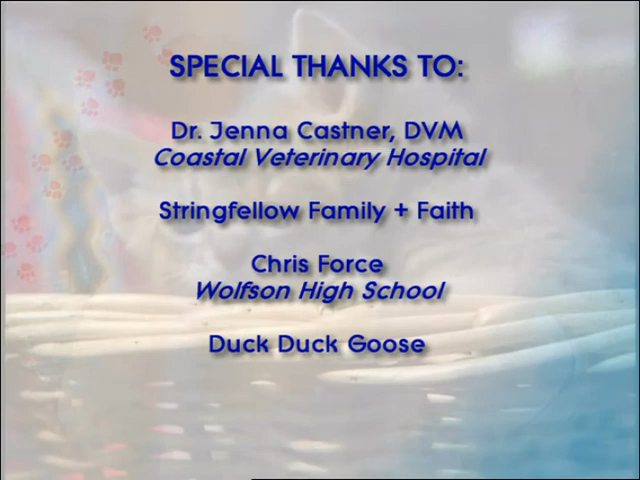 SPECIAL THANKS TO:
Dr. Jenna Castner, DVM
Coastal Veterinary Hospital
Stringfellow Family + Faith
Chris Force
Wolfson High School
Duck Duck Goose